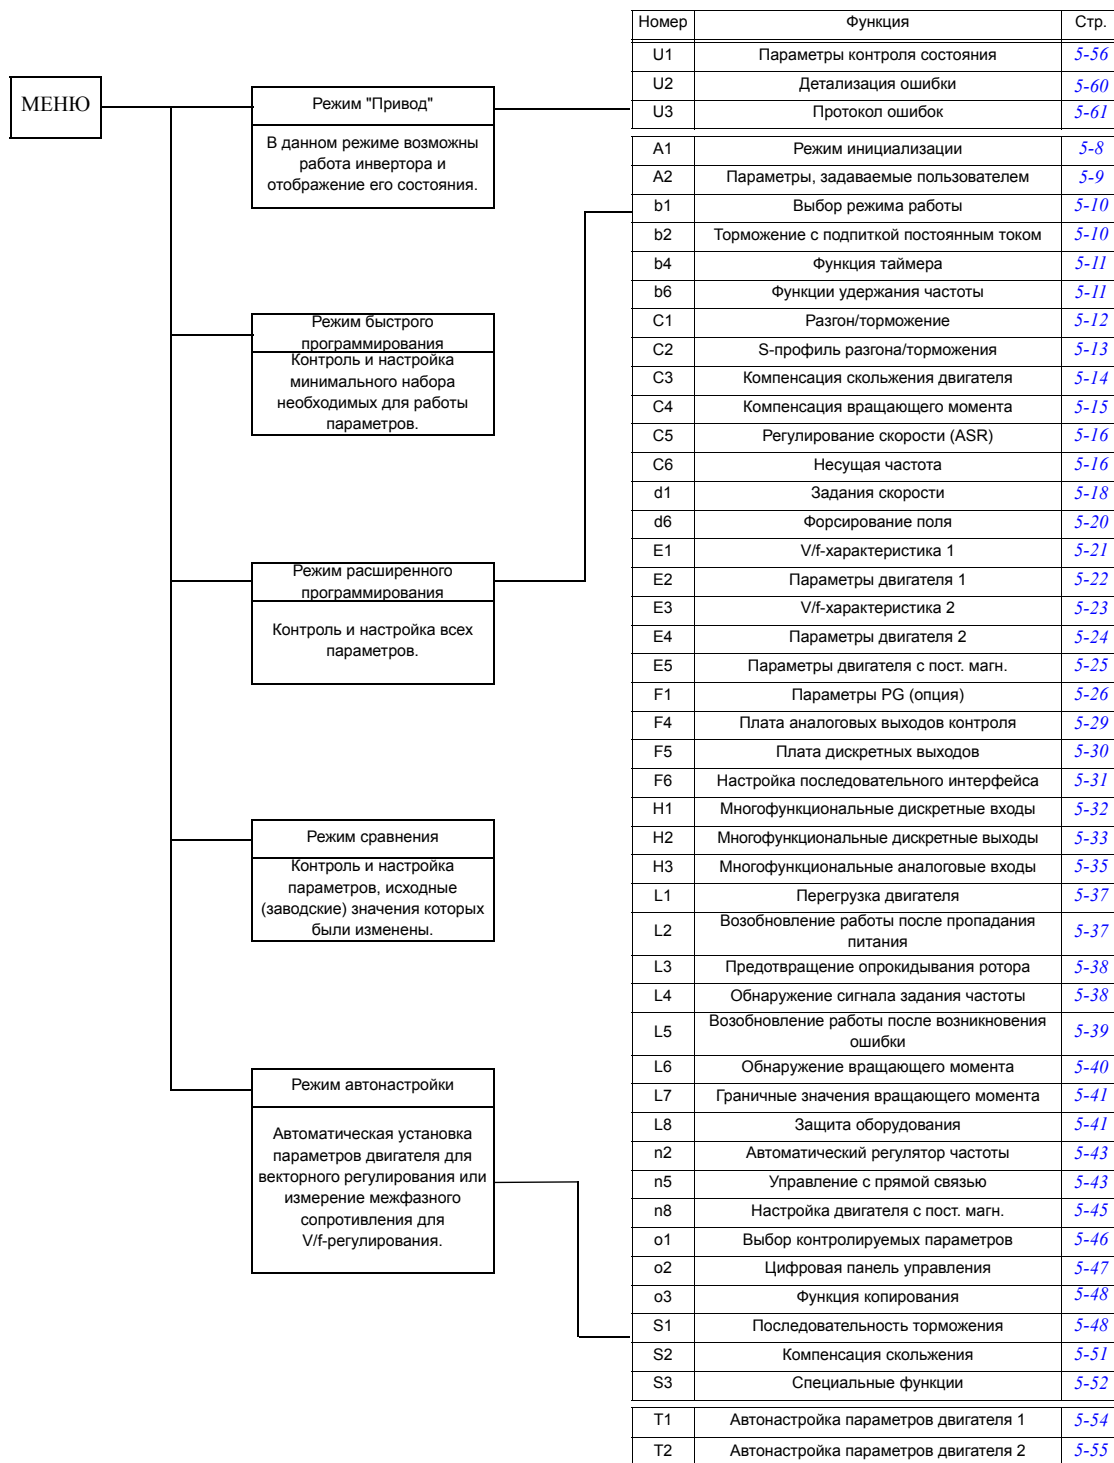 МЕНЮ
Режим "Привод"
В данном режиме возможны
работа инвертора и
отображение его состояния.
Режим быстрого
программирования
Контроль и настройка
минимального набора
необходимых для работы
параметров.
Режим расширенного
программирования
Контроль и настройка всех
параметров.
Режим сравнения
Контроль и настройка
параметров, исходные
(заводские) значения которых
были изменены.
Режим автонастройки
Автоматическая установка
параметров двигателя для
векторного регулирования или
измерение межфазного
сопротивления для
V/f-регулирования.
Номер Функция Стр.
U1 Параметры контроля состояния 5-56
U2 Детализация ошибки 5-60
U3 Протокол ошибок 5-61
A1 Режим инициализации 5-8
A2 Параметры, задаваемые пользователем 5-9
b1 Выбор режима работы 5-10
b2 Торможение с подпиткой постоянным током 5-10
b4 Функция таймера 5-11
b6 Функции удержания частоты 5-11
C1 Разгон/торможение 5-12
C2 S-профиль разгона/торможения 5-13
C3 Компенсация скольжения двигателя 5-14
C4 Компенсация вращающего момента 5-15
C5 Регулирование скорости (ASR) 5-16
C6 Несущая частота 5-16
d1 Задания скорости 5-18
d6 Форсирование поля 5-20
E1 V/f-характеристика 1 5-21
E2 Параметры двигателя 1 5-22
E3 V/f-характеристика 2 5-23
E4 Параметры двигателя 2 5-24
E5 Параметры двигателя с пост. магн. 5-25
F1 Параметры PG (опция) 5-26
F4 Плата аналоговых выходов контроля 5-29
F5 Плата дискретных выходов 5-30
F6 Настройка последовательного интерфейса 5-31
H1 Многофункциональные дискретные входы 5-32
H2 Многофункциональные дискретные выходы 5-33
H3 Многофункциональные аналоговые входы 5-35
L1 Перегрузка двигателя 5-37
L2 Возобновление работы после пропадания
питания 5-37
L3 Предотвращение опрокидывания ротора 5-38
L4 Обнаружение сигнала задания частоты 5-38
L5 Возобновление работы после возникновения
ошибки 5-39
L6 Обнаружение вращающего момента 5-40
L7 Граничные значения вращающего момента 5-41
L8 Защита оборудования 5-41
n2 Автоматический регулятор частоты 5-43
n5 Управление с прямой связью 5-43
n8 Настройка двигателя с пост. магн. 5-45
o1 Выбор контролируемых параметров 5-46
o2 Цифровая панель управления 5-47
o3 Функция копирования 5-48
S1 Последовательность торможения 5-48
S2 Компенсация скольжения 5-51
S3 Специальные функции 5-52
T1 Автонастройка параметров двигателя 1 5-54
T2 Автонастройка параметров двигателя 2 5-55